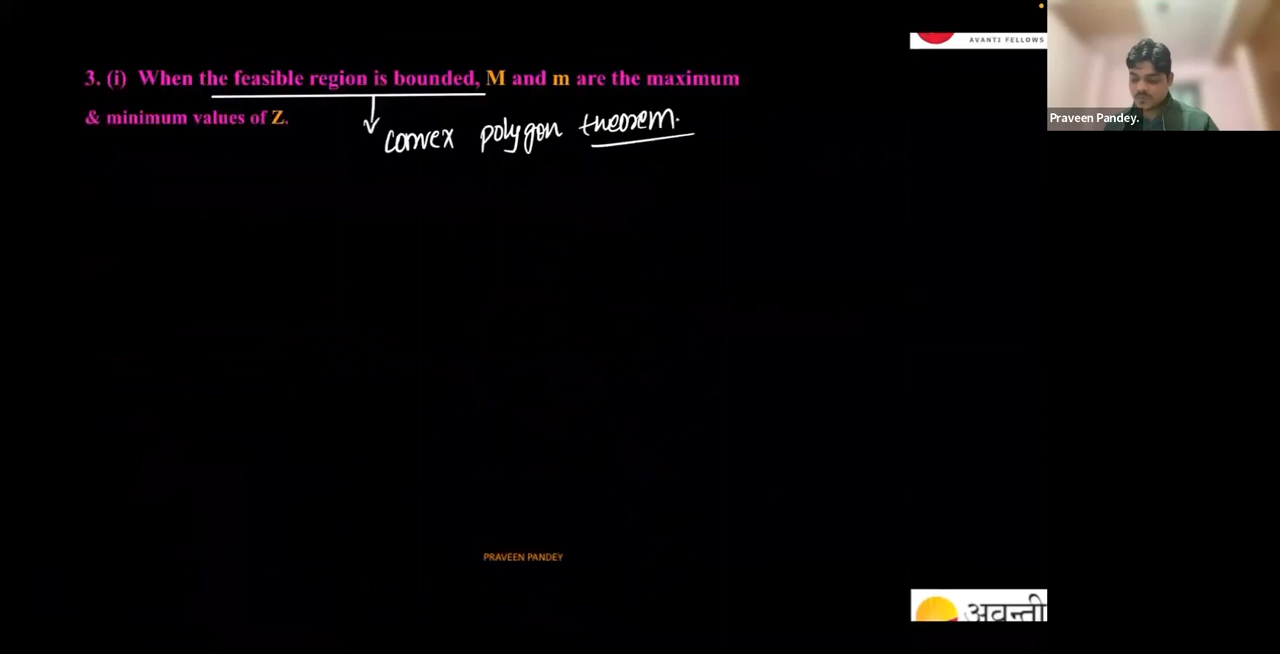 AVANTI FELLOWS
3. (i) When the feasible region is bounded, M and m are the maximum
& minimum values of Z.
convex polygon theorem.
Praveen Pandey.
PRAVEEN PANDEY
अवन्ती